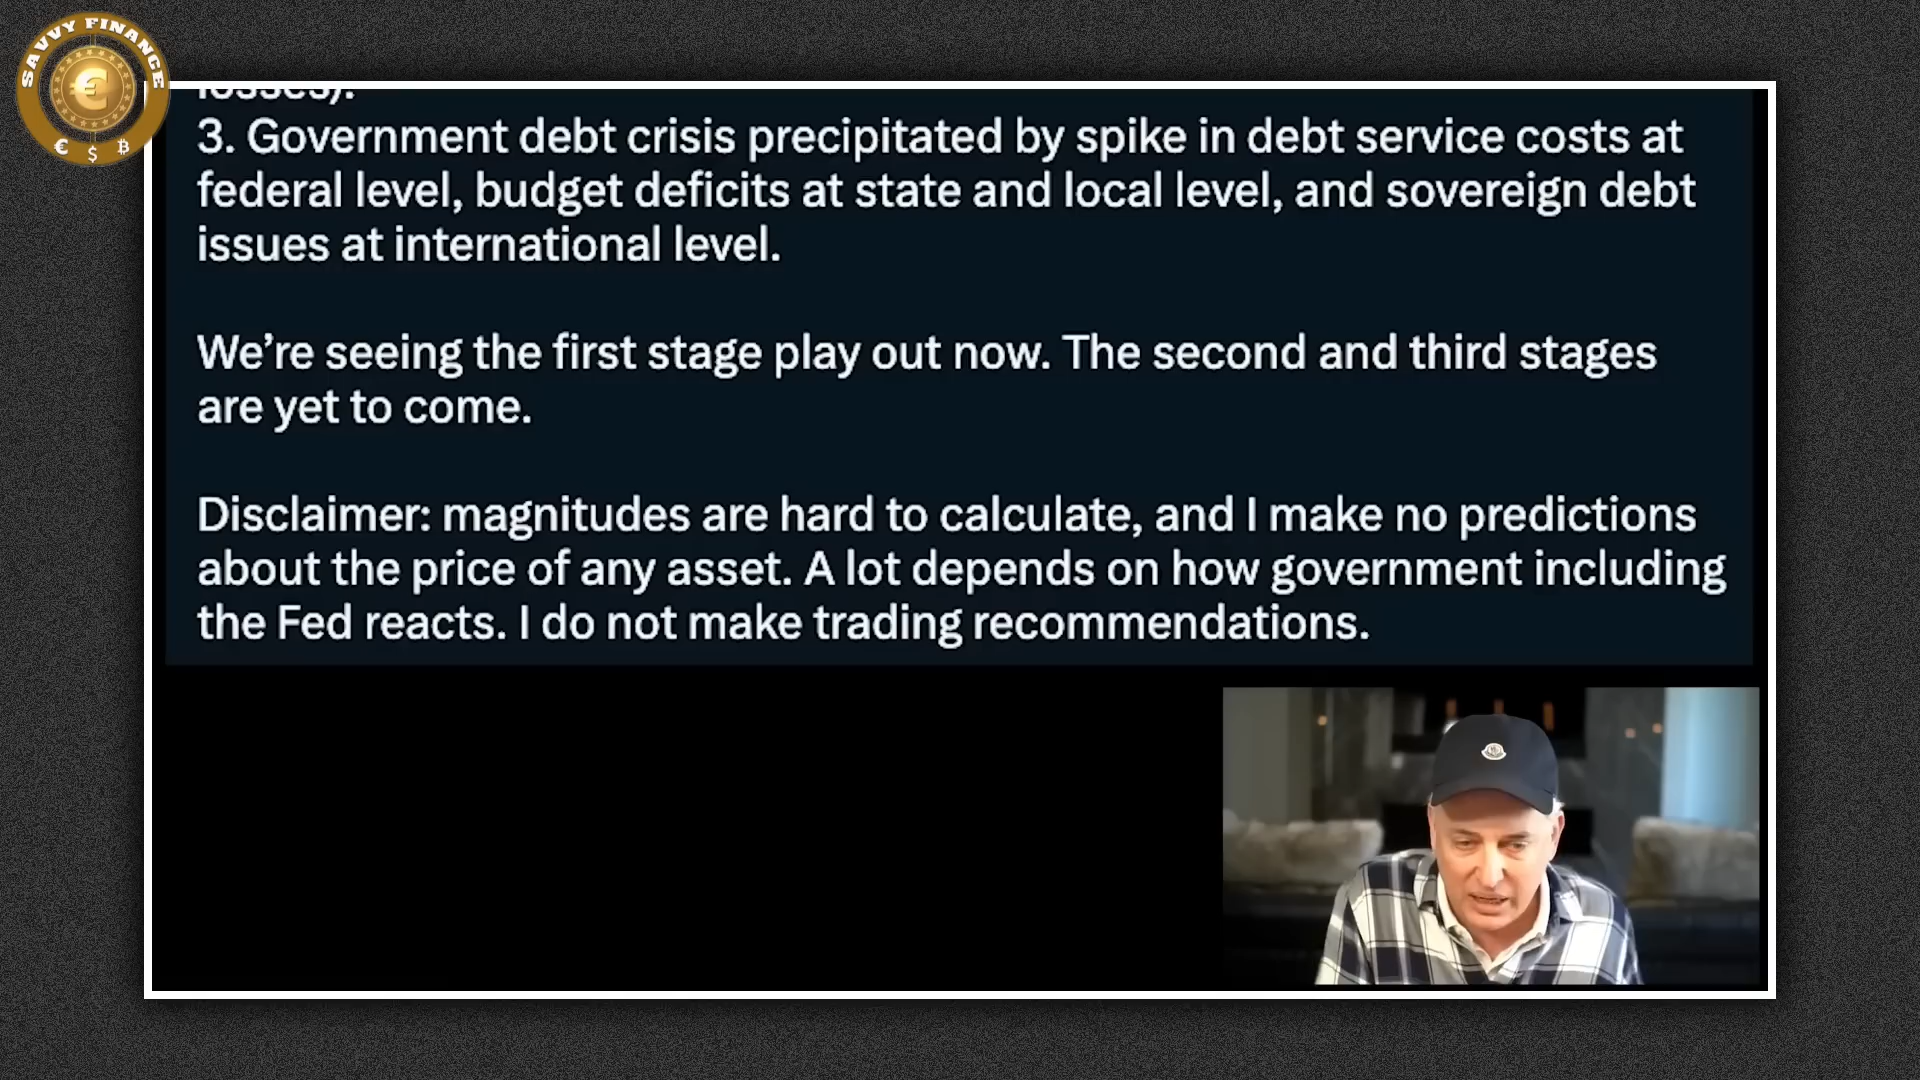 SAVVY FINANCE
€
€ $ ₿
losses).
3. Government debt crisis precipitated by spike in debt service costs at
federal level, budget deficits at state and local level, and sovereign debt
issues at international level.
We’re seeing the first stage play out now. The second and third stages
are yet to come.
Disclaimer: magnitudes are hard to calculate, and I make no predictions
about the price of any asset. A lot depends on how government including
the Fed reacts. I do not make trading recommendations.